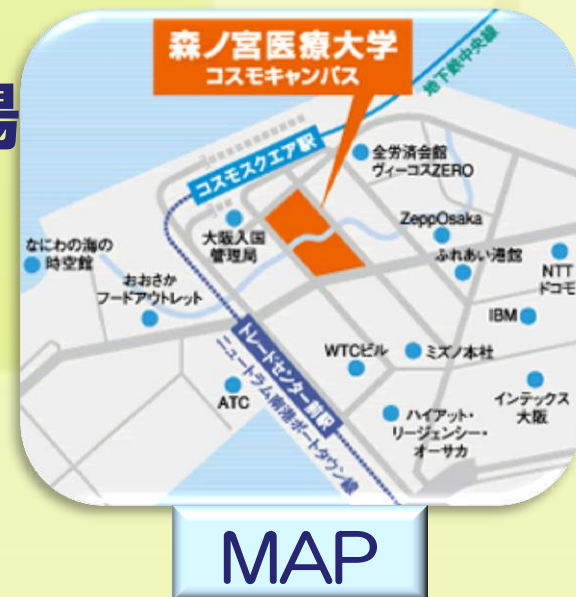 場
森ノ宮医療大学
コスモキャンパス
地下鉄中央線
コスモスクエア駅
全労済会館
ヴィーコスZERO
大阪入国
管理局
ZeppOsaka
ふれあい港館
なにわの海の
時空館
おおさか
フードアウトレット
NTT
ドコモ
IBM
トレードセンター前駅
ニュートラム南港ポートタウン線
WTCビル
ミズノ本社
ATC
インテックス
大阪
ハイアット・
リージェンシー・
オーサカ
MAP